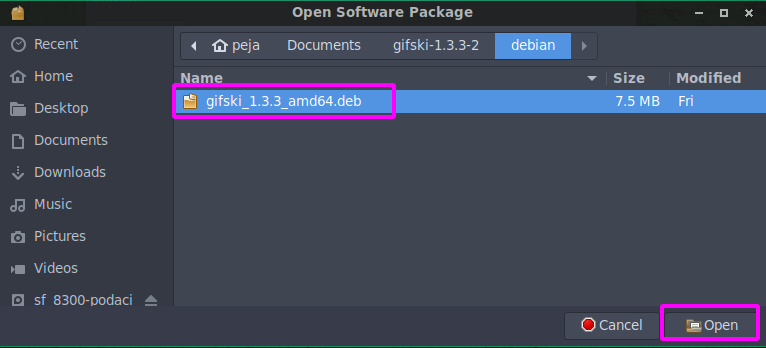 Open Software Package
Recent
Home
Desktop
Documents
Downloads
Music
Pictures
Videos
sf_8300-podaci
peja Documents gifski-1.3.3-2 debian
Name Size Modified
gifski_1.3.3_amd64.deb 7.5 MB Fri
Cancel Open